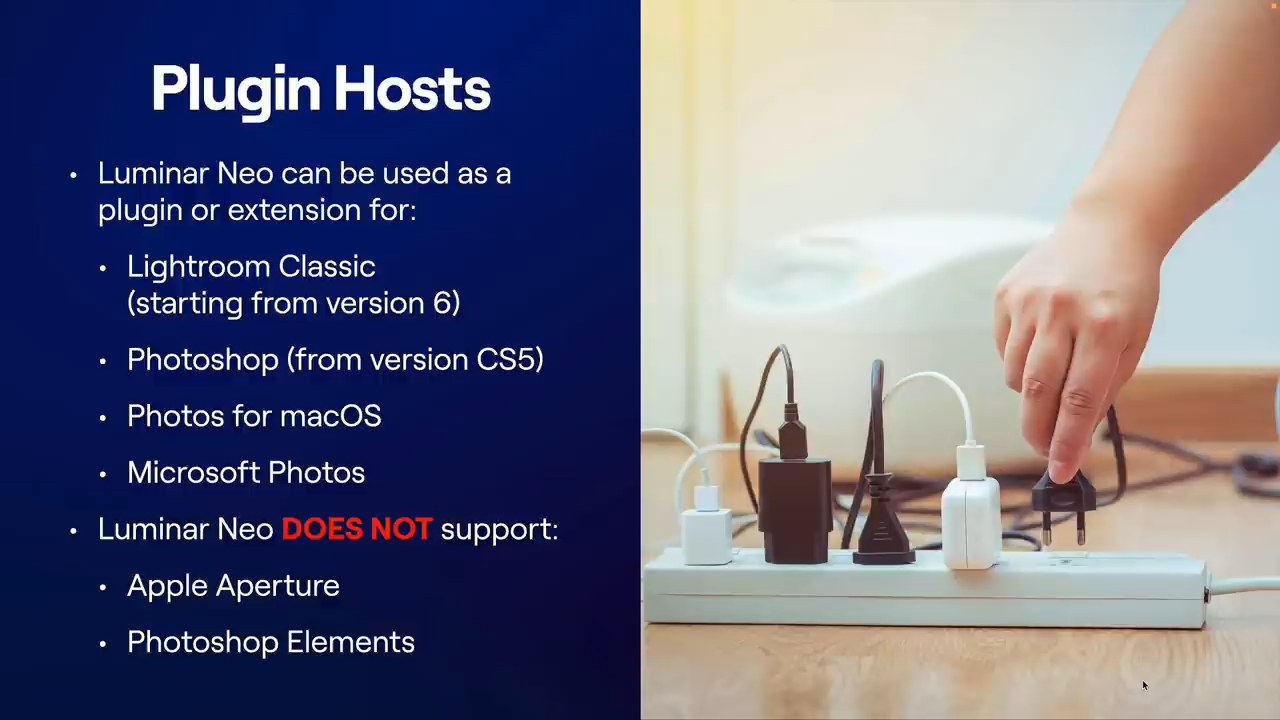 Plugin Hosts
• Luminar Neo can be used as a
plugin or extension for:
• Lightroom Classic
(starting from version 6)
• Photoshop (from version CS5)
• Photos for macOS
• Microsoft Photos
• Luminar Neo DOES NOT support:
• Apple Aperture
• Photoshop Elements